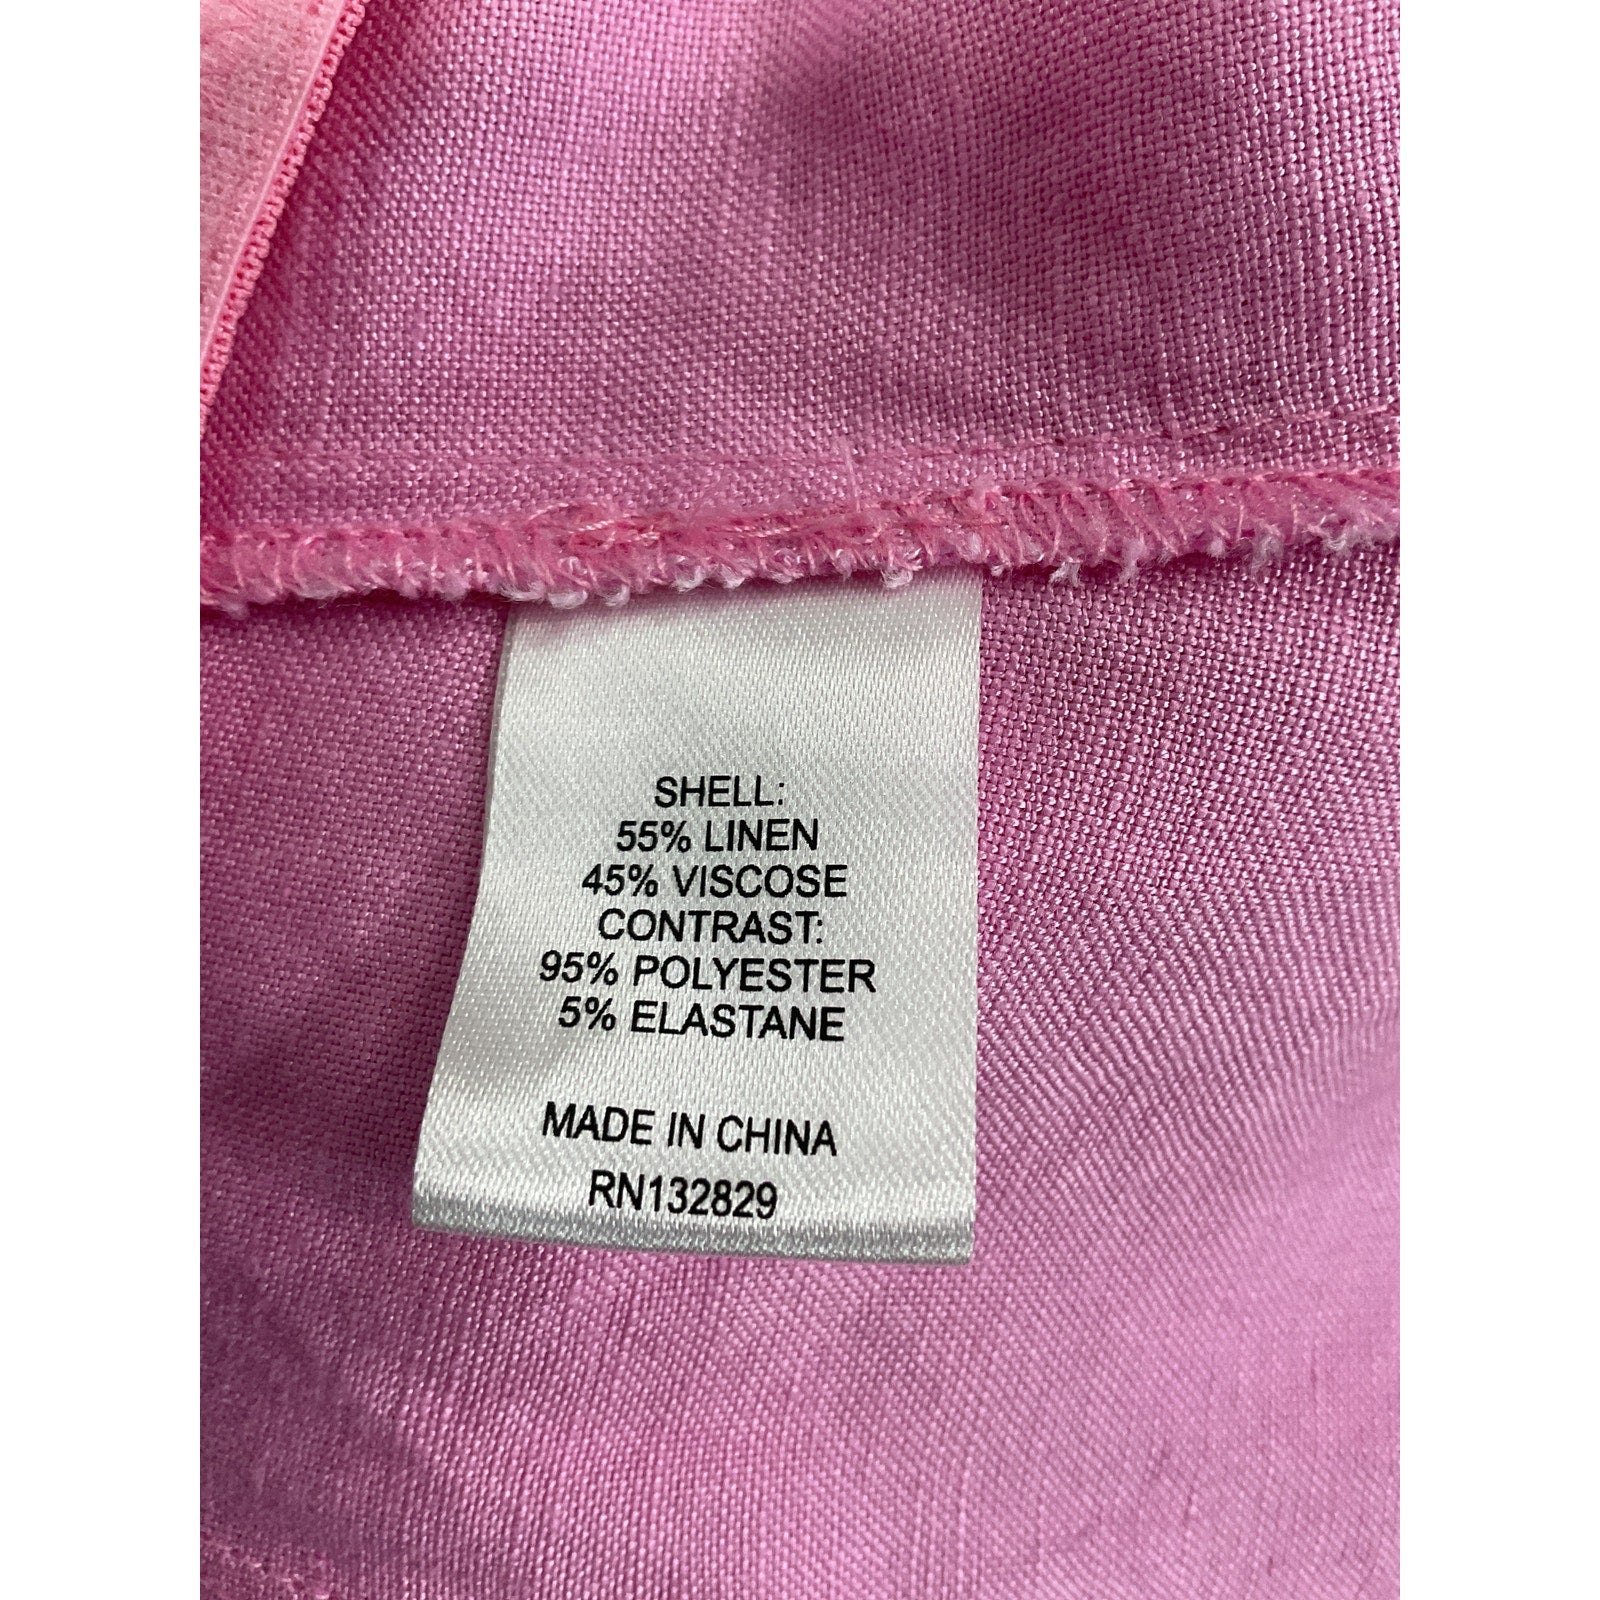 SHELL:
55% LINEN
45% VISCOSE
CONTRAST:
95% POLYESTER
5% ELASTANE
MADE IN CHINA
RN132829